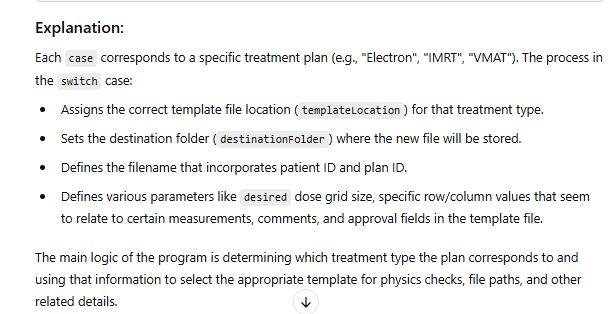 Explanation:
Each case corresponds to a specific treatment plan (e.g., "Electron", "IMRT", "VMAT"). The process in
the switch case:
• Assigns the correct template file location ( templateLocation ) for that treatment type.
• Sets the destination folder ( destinationFolder ) where the new file will be stored.
• Defines the filename that incorporates patient ID and plan ID.
• Defines various parameters like desired dose grid size, specific row/column values that seem
to relate to certain measurements, comments, and approval fields in the template file.
The main logic of the program is determining which treatment type the plan corresponds to and
using that information to select the appropriate template for physics checks, file paths, and other
related details.